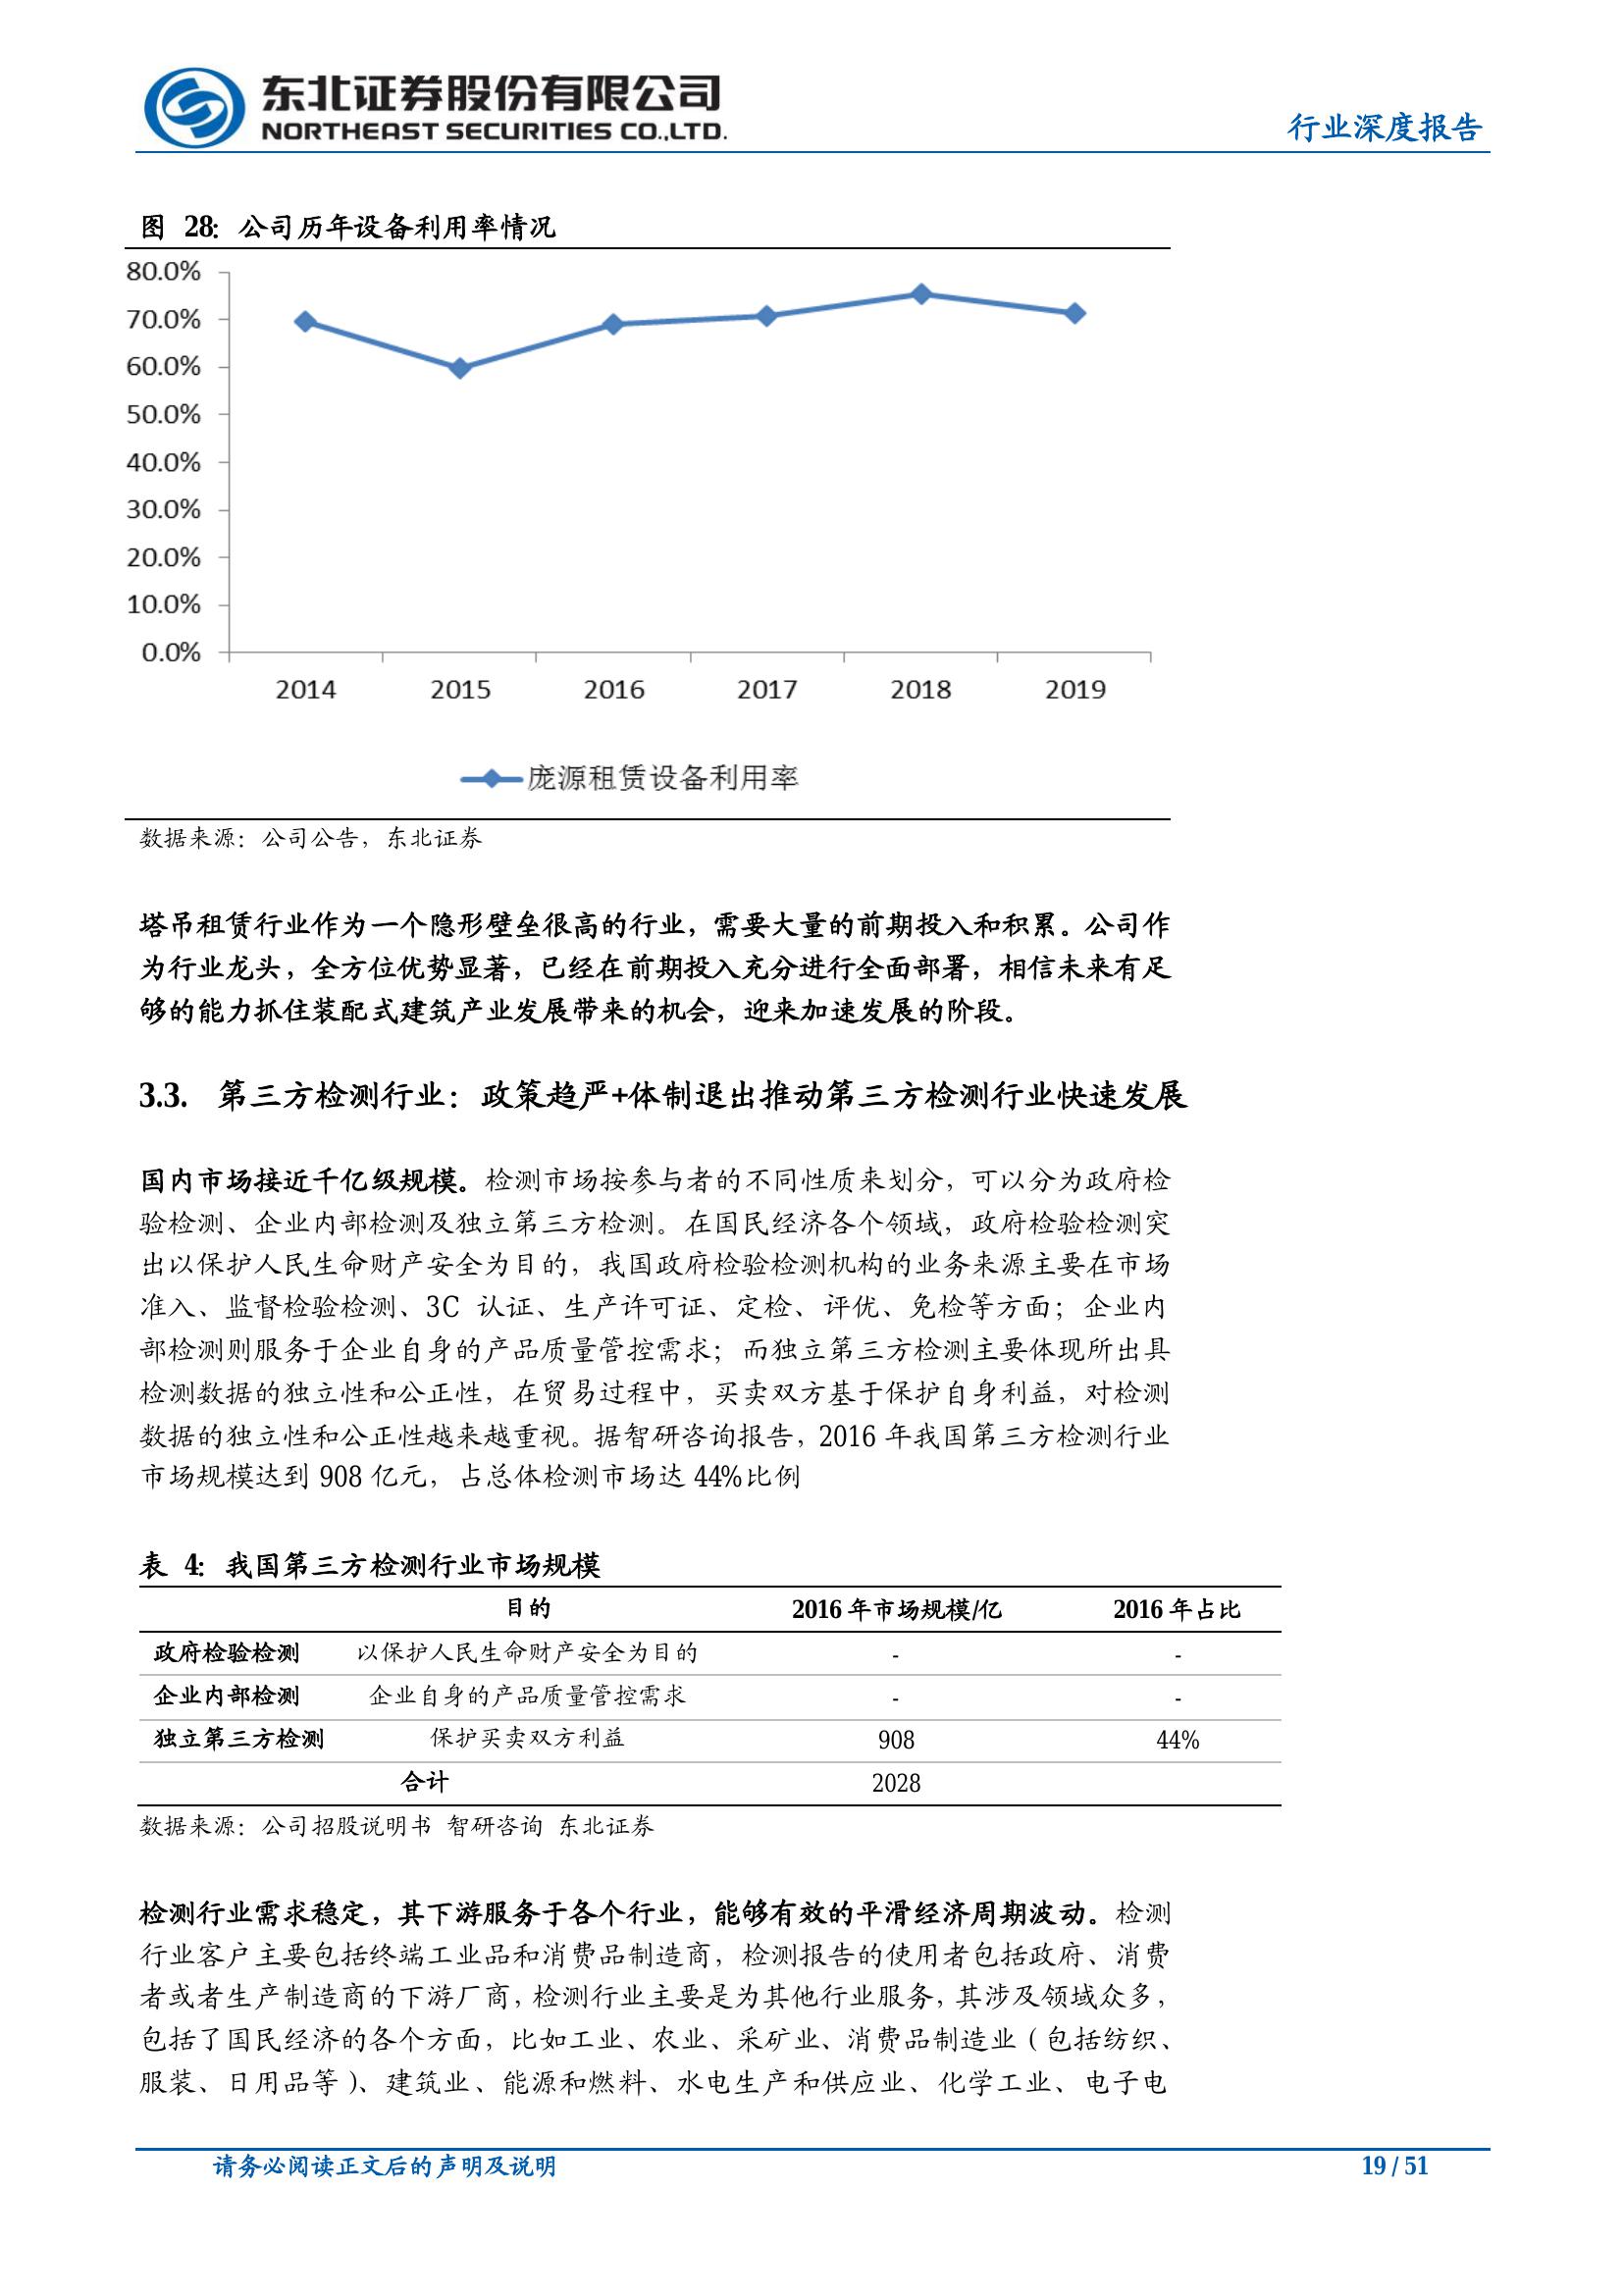 东北证券股份有限公司
NORTHEAST SECURITIES CO.,LTD.
行业深度报告
图 28：公司历年设备利用率情况
80.0%
70.0%
60.0%
50.0%
40.0%
30.0%
20.0%
10.0%
0.0%
2014 2015 2016 2017 2018 2019
庞源租赁设备利用率
数据来源：公司公告，东北证券
塔吊租赁行业作为一个隐形壁垒很高的行业，需要大量的前期投入和积累。公司作
为行业龙头，全方位优势显著，已经在前期投入充分进行全面部署，相信未来有足
够的能力抓住装配式建筑产业发展带来的机会，迎来加速发展的阶段。
3.3. 第三方检测行业：政策趋严+体制退出推动第三方检测行业快速发展
国内市场接近千亿级规模。检测市场按参与者的不同性质来划分，可以分为政府检
验检测、企业内部检测及独立第三方检测。在国民经济各个领域，政府检验检测突
出以保护人民生命财产安全为目的，我国政府检验检测机构的业务来源主要在市场
准入、监督检验检测、3C 认证、生产许可证、定检、评优、免检等方面；企业内
部检测则服务于企业自身的产品质量管控需求；而独立第三方检测主要体现所出具
检测数据的独立性和公正性，在贸易过程中，买卖双方基于保护自身利益，对检测
数据的独立性和公正性越来越重视。据智研咨询报告，2016 年我国第三方检测行业
市场规模达到 908 亿元，占总体检测市场达 44%比例
表 4：我国第三方检测行业市场规模
目的 2016 年市场规模/亿 2016 年占比
政府检验检测 以保护人民生命财产安全为目的 - -
企业内部检测 企业自身的产品质量管控需求 - -
独立第三方检测 保护买卖双方利益 908 44%
合计 2028
数据来源：公司招股说明书 智研咨询 东北证券
检测行业需求稳定，其下游服务于各个行业，能够有效的平滑经济周期波动。检测
行业客户主要包括终端工业品和消费品制造商，检测报告的使用者包括政府、消费
者或者生产制造商的下游厂商，检测行业主要是为其他行业服务，其涉及领域众多，
包括了国民经济的各个方面，比如工业、农业、采矿业、消费品制造业（包括纺织、
服装、日用品等）、建筑业、能源和燃料、水电生产和供应业、化学工业、电子电
请务必阅读正文后的声明及说明
19 / 51